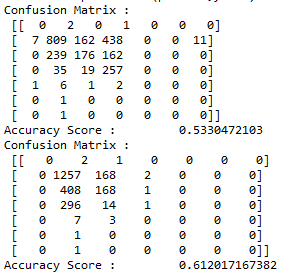 Confusion Matrix :
[[ 0 2 0 1 0 0 0]
[ 7 809 162 438 0 0 11]
[ 0 239 176 162 0 0 0]
[ 0 35 19 257 0 0 0]
[ 1 6 1 2 0 0 0]
[ 0 1 0 0 0 0 0]
[ 0 1 0 0 0 0 0]]
Accuracy Score : 0.5330472103
Confusion Matrix :
[[ 0 2 1 0 0 0 0]
[ 0 1257 168 2 0 0 0]
[ 0 408 168 1 0 0 0]
[ 0 296 14 1 0 0 0]
[ 0 7 3 0 0 0 0]
[ 0 1 0 0 0 0 0]
[ 0 1 0 0 0 0 0]]
Accuracy Score : 0.612017167382